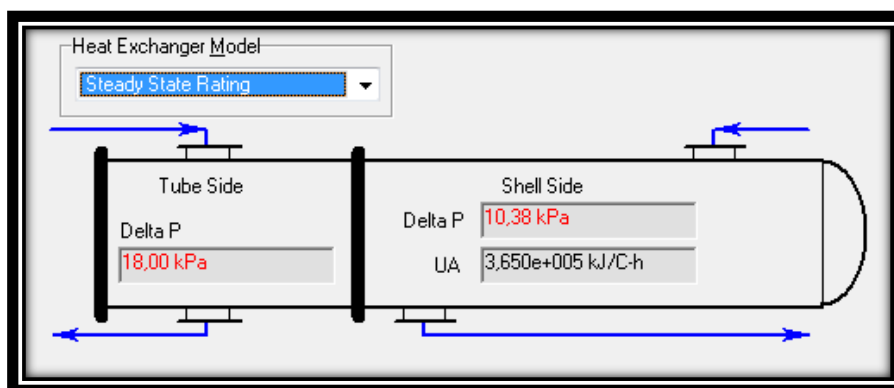 Heat Exchanger Model
Steady State Rating
Tube Side
Shell Side
Delta P
10,38 kPa
Delta P
18,00 kPa
UA
3,650e+005 kJ/C-h